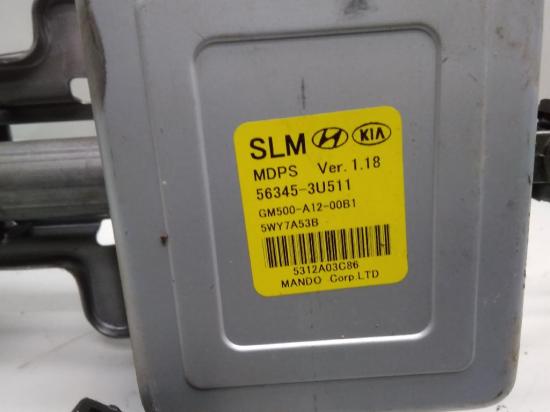 SLM KIA
MDPS Ver. 1.18
56345-3U511
GM500-A12-00B1
5WY7A53B
5312A03C86
MANDO Corp.LTD